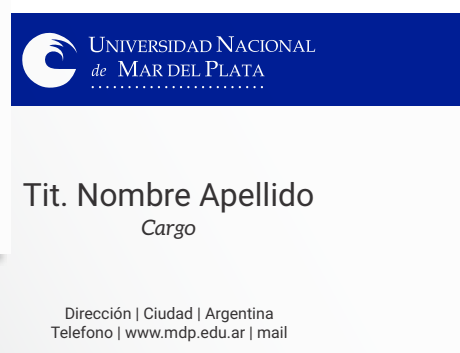 UNIVERSIDAD NACIONAL
de MAR DEL PLATA
Tit. Nombre Apellido
Cargo
Dirección | Ciudad | Argentina
Telefono | www.mdp.edu.ar | mail